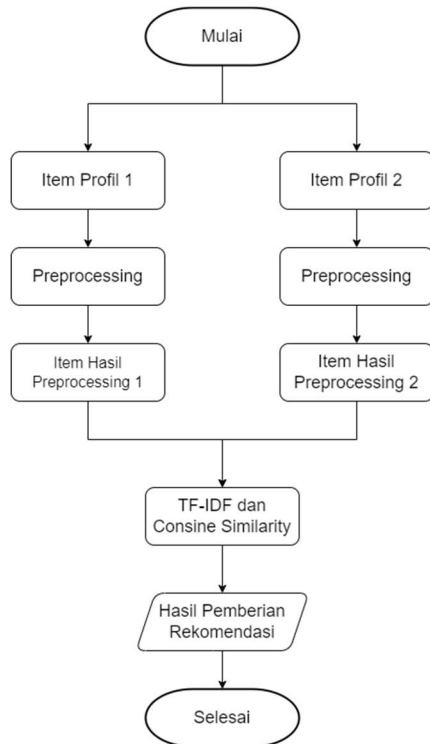 Mulai
Item Profil 1
Item Profil 2
Preprocessing
Preprocessing
Item Hasil
Preprocessing 1
Item Hasil
Preprocessing 2
TF-IDF dan
Consine Similarity
Hasil Pemberian
Rekomendasi
Selesai